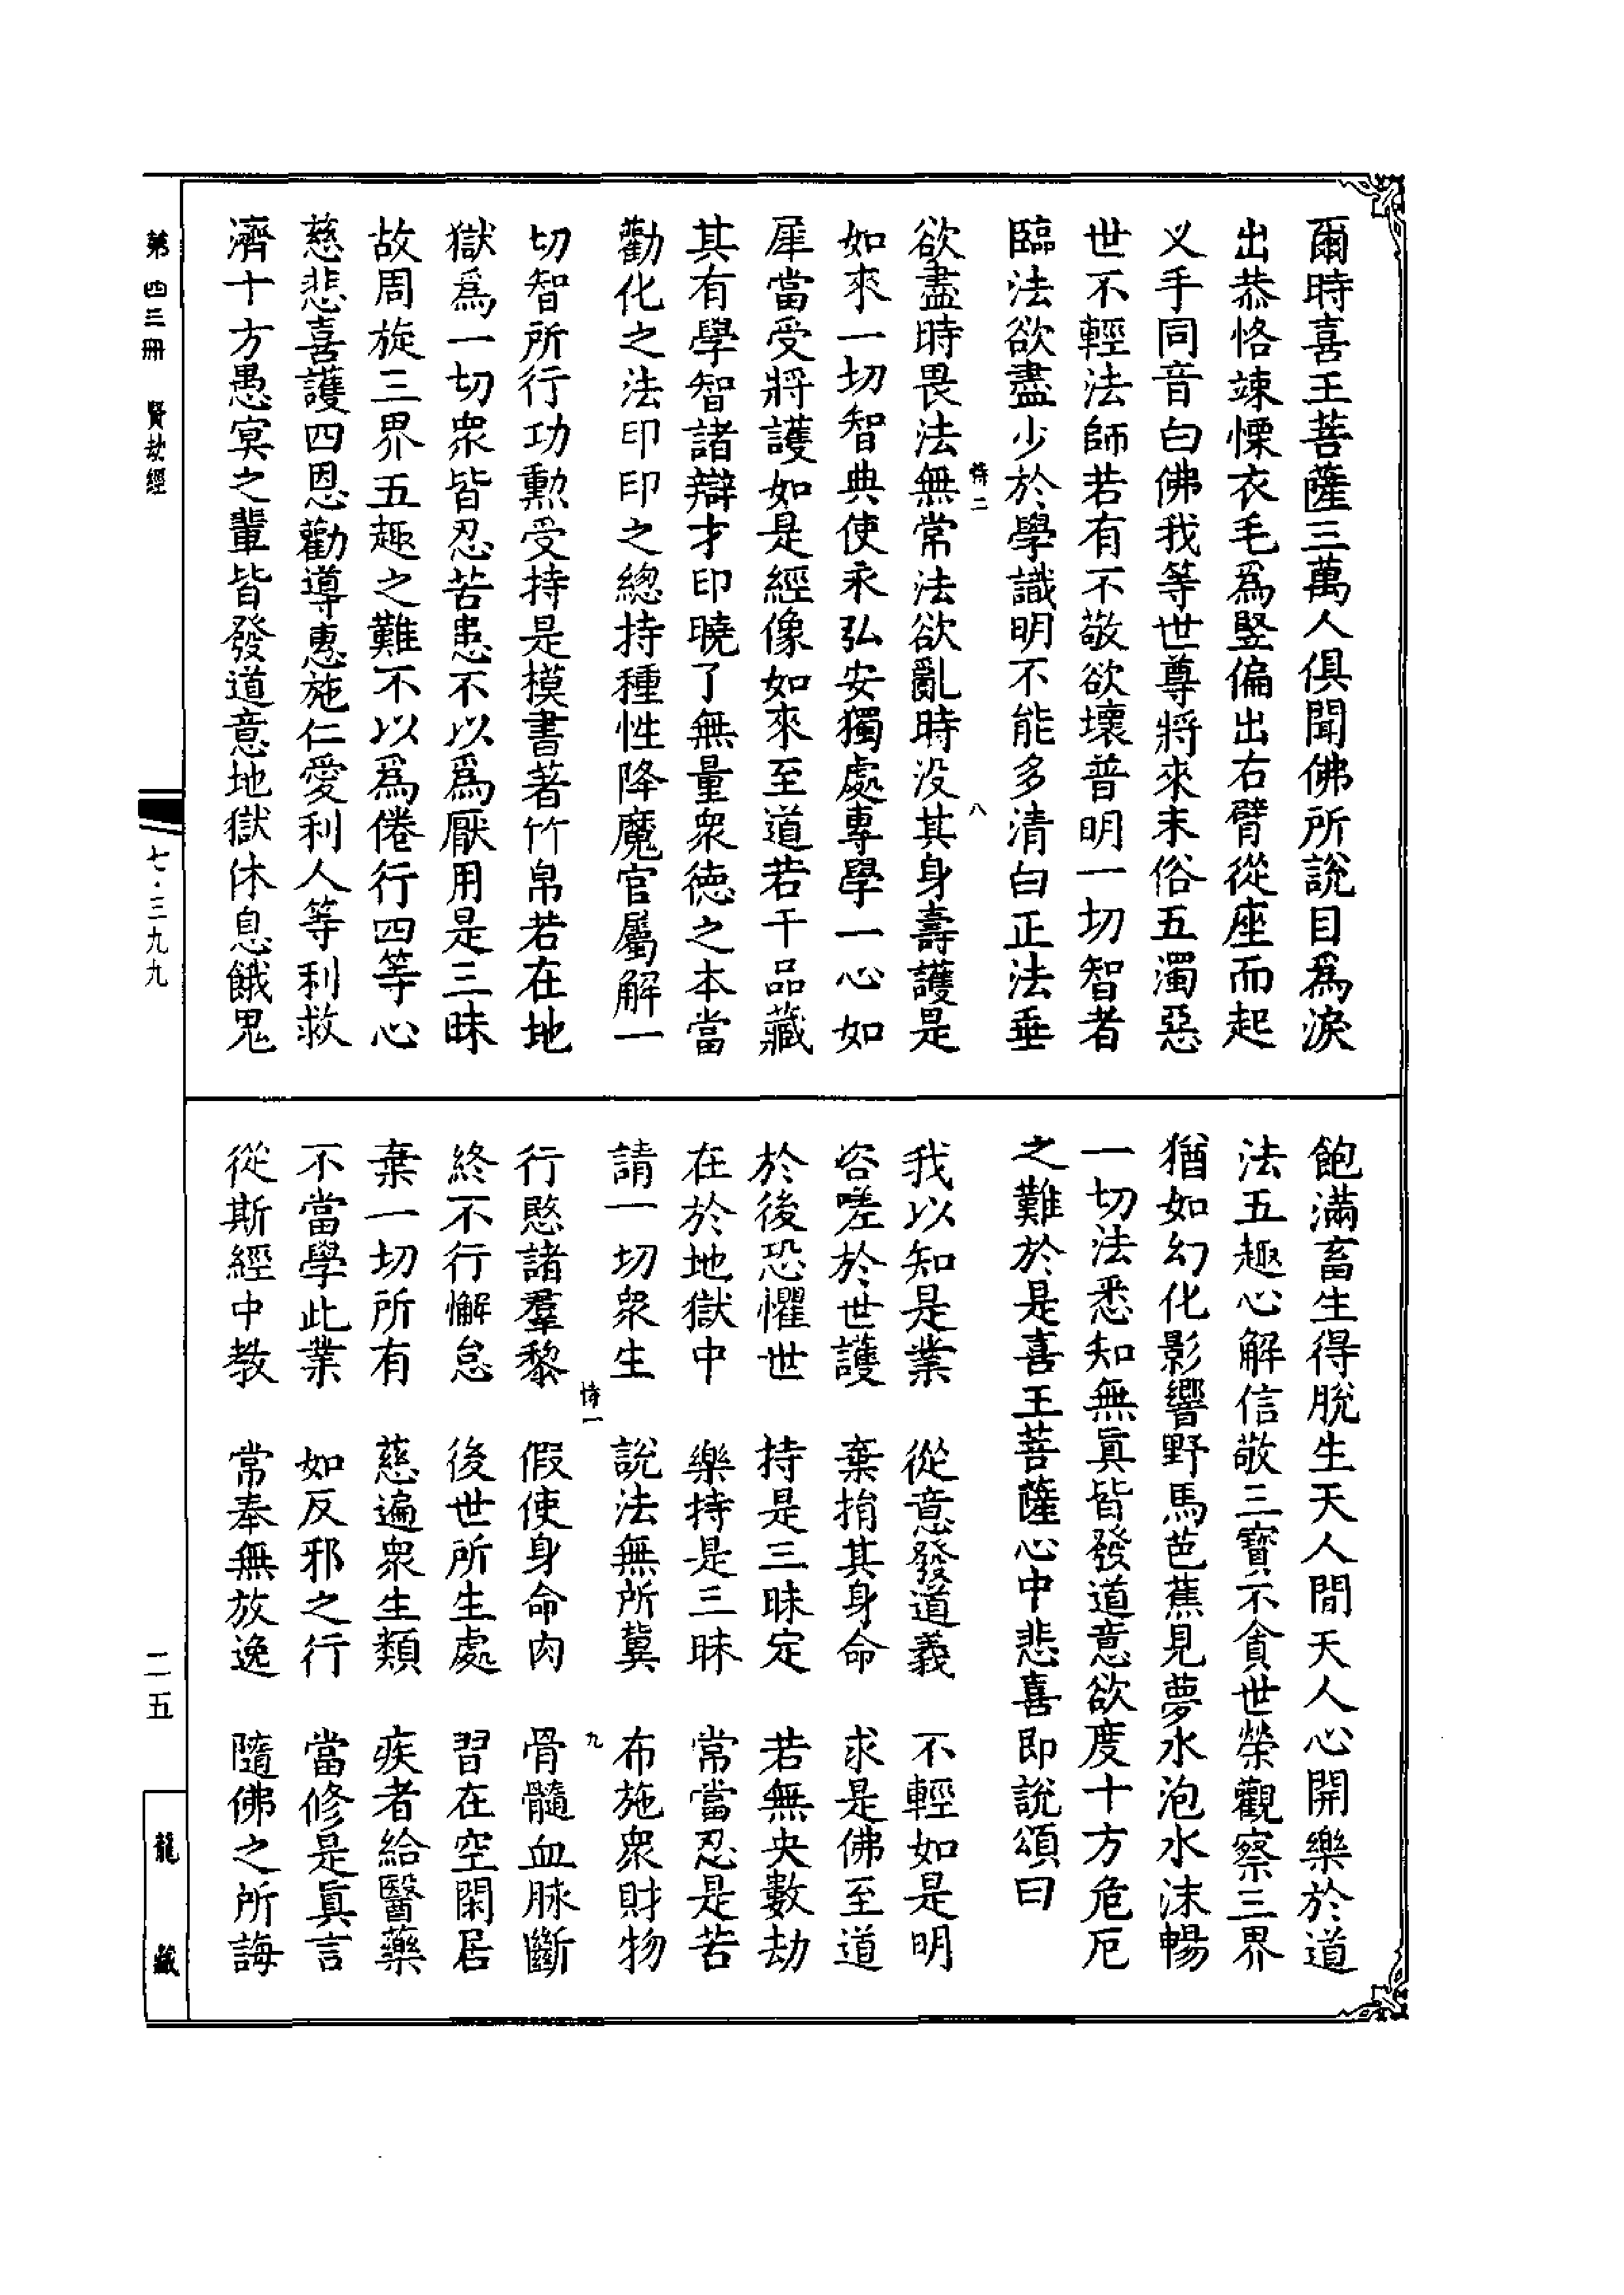 爾時喜王菩薩三萬人俱聞佛所說目爲淚
出恭恪竦慄衣毛爲竪偏出右臂從座而起
乂手同音白佛我等世尊將來末俗五濁惡
世不輕法師若有不敬欲壞普明一切智者
臨法欲盡少於學識明不能多清白正法垂
欲盡時畏法無常法欲亂時没其身壽護是
恃二　八
如來一切智典使永弘安獨處專學一心如
犀當受將護如是經像如來至道若干品藏
其有學智諸辯才印曉了無量衆徳之本當
勸化之法印印之總持種性降魔官屬解一
切智所行功勳受持是模書著竹帛若在地
獄爲一切衆皆忍苦患不以爲厭用是三昧
故周旋三界五趣之難不以爲倦行四等心
慈悲喜護四恩勸導惠施仁愛利人等利救
濟十方愚冥之輩皆發道意地獄休息餓鬼
飽滿畜生得脫生天人間天人心開樂於道
法五趣心解信敬三寳不貪世榮觀察三界
猶如幻化影響野馬芭蕉見夢水泡水沫暢
一切法悉知無眞皆發道意欲度十方危厄
之難於是喜王菩薩心中悲喜即說頌曰
我以知是業　從意發道義　不輕如是明
咨嗟於世護　棄捐其身命　求是佛至道
於後恐懼世　持是三昧定　若無央數劫
在於地獄中　樂持是三昧　常當忍是苦
請一切衆生　說法無所冀　布施衆財物
恃一　九
行愍諸羣黎　假使身命肉　骨髓血脉斷
終不行懈怠　後世所生處　習在空閑居
棄一切所有　慈遍衆生類　疾者給醫藥
不當學此業　如反邪之行　當修是眞言
從斯經中教　常奉無放逸　隨佛之所誨
第四三冊　賢劫經
七·三九九
二五
龍藏